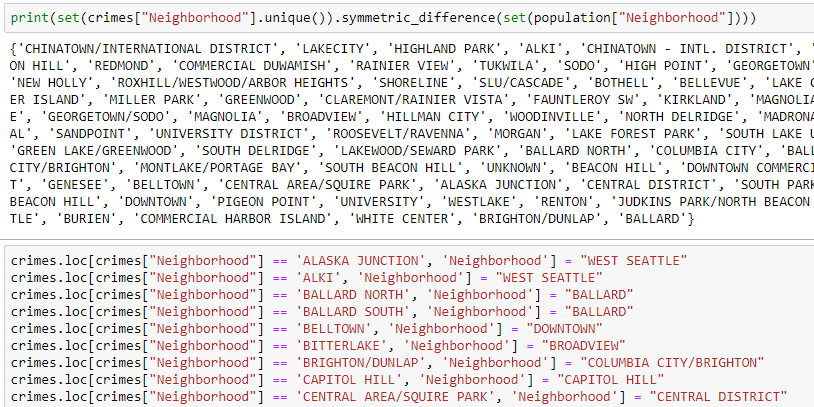 print(set(crimes["Neighborhood"].unique()).symmetric_difference(set(population["Neighborhood"])))
{'CHINATOWN/INTERNATIONAL DISTRICT', 'LAKECITY', 'HIGHLAND PARK', 'ALKI', 'CHINATOWN - INTL. DISTRICT', '
ON HILL', 'REDMOND', 'COMMERCIAL DUWAMISH', 'RAINIER VIEW', 'TUKWILA', 'SODO', 'HIGH POINT', 'GEORGETOWN'
'NEW HOLLY', 'ROXHILL/WESTWOOD/ARBOR HEIGHTS', 'SHORELINE', 'SLU/CASCADE', 'BOTHELL', 'BELLEVUE', 'LAKE C
ER ISLAND', 'MILLER PARK', 'GREENWOOD', 'CLAREMONT/RAINIER VISTA', 'FAUNTLEROY SW', 'KIRKLAND', 'MAGNOLIA
E', 'GEORGETOWN/SODO', 'MAGNOLIA', 'BROADVIEW', 'HILLMAN CITY', 'WOODINVILLE', 'NORTH DELRIDGE', 'MADRONA
AL', 'SANDPOINT', 'UNIVERSITY DISTRICT', 'ROOSEVELT/RAVENNA', 'MORGAN', 'LAKE FOREST PARK', 'SOUTH LAKE U
'GREEN LAKE/GREENWOOD', 'SOUTH DELRIDGE', 'LAKEWOOD/SEWARD PARK', 'BALLARD NORTH', 'COLUMBIA CITY', 'BALL
CITY/BRIGHTON', 'MONTLAKE/PORTAGE BAY', 'SOUTH BEACON HILL', 'UNKNOWN', 'BEACON HILL', 'DOWNTOWN COMMERCI
T', 'GENESEE', 'BELLTOWN', 'CENTRAL AREA/SQUIRE PARK', 'ALASKA JUNCTION', 'CENTRAL DISTRICT', 'SOUTH PARK
BEACON HILL', 'DOWNTOWN', 'PIGEON POINT', 'UNIVERSITY', 'WESTLAKE', 'RENTON', 'JUDKINS PARK/NORTH BEACON
TLE', 'BURIEN', 'COMMERCIAL HARBOR ISLAND', 'WHITE CENTER', 'BRIGHTON/DUNLAP', 'BALLARD'}
crimes.loc[crimes["Neighborhood"] == 'ALASKA JUNCTION', 'Neighborhood'] = "WEST SEATTLE"
crimes.loc[crimes["Neighborhood"] == 'ALKI', 'Neighborhood'] = "WEST SEATTLE"
crimes.loc[crimes["Neighborhood"] == 'BALLARD NORTH', 'Neighborhood'] = "BALLARD"
crimes.loc[crimes["Neighborhood"] == 'BALLARD SOUTH', 'Neighborhood'] = "BALLARD"
crimes.loc[crimes["Neighborhood"] == 'BELLTOWN', 'Neighborhood'] = "DOWNTOWN"
crimes.loc[crimes["Neighborhood"] == 'BITTERLAKE', 'Neighborhood'] = "BROADVIEW"
crimes.loc[crimes["Neighborhood"] == 'BRIGHTON/DUNLAP', 'Neighborhood'] = "COLUMBIA CITY/BRIGHTON"
crimes.loc[crimes["Neighborhood"] == 'CAPITOL HILL', 'Neighborhood'] = "CAPITOL HILL"
crimes.loc[crimes["Neighborhood"] == 'CENTRAL AREA/SQUIRE PARK', 'Neighborhood'] = "CENTRAL DISTRICT"